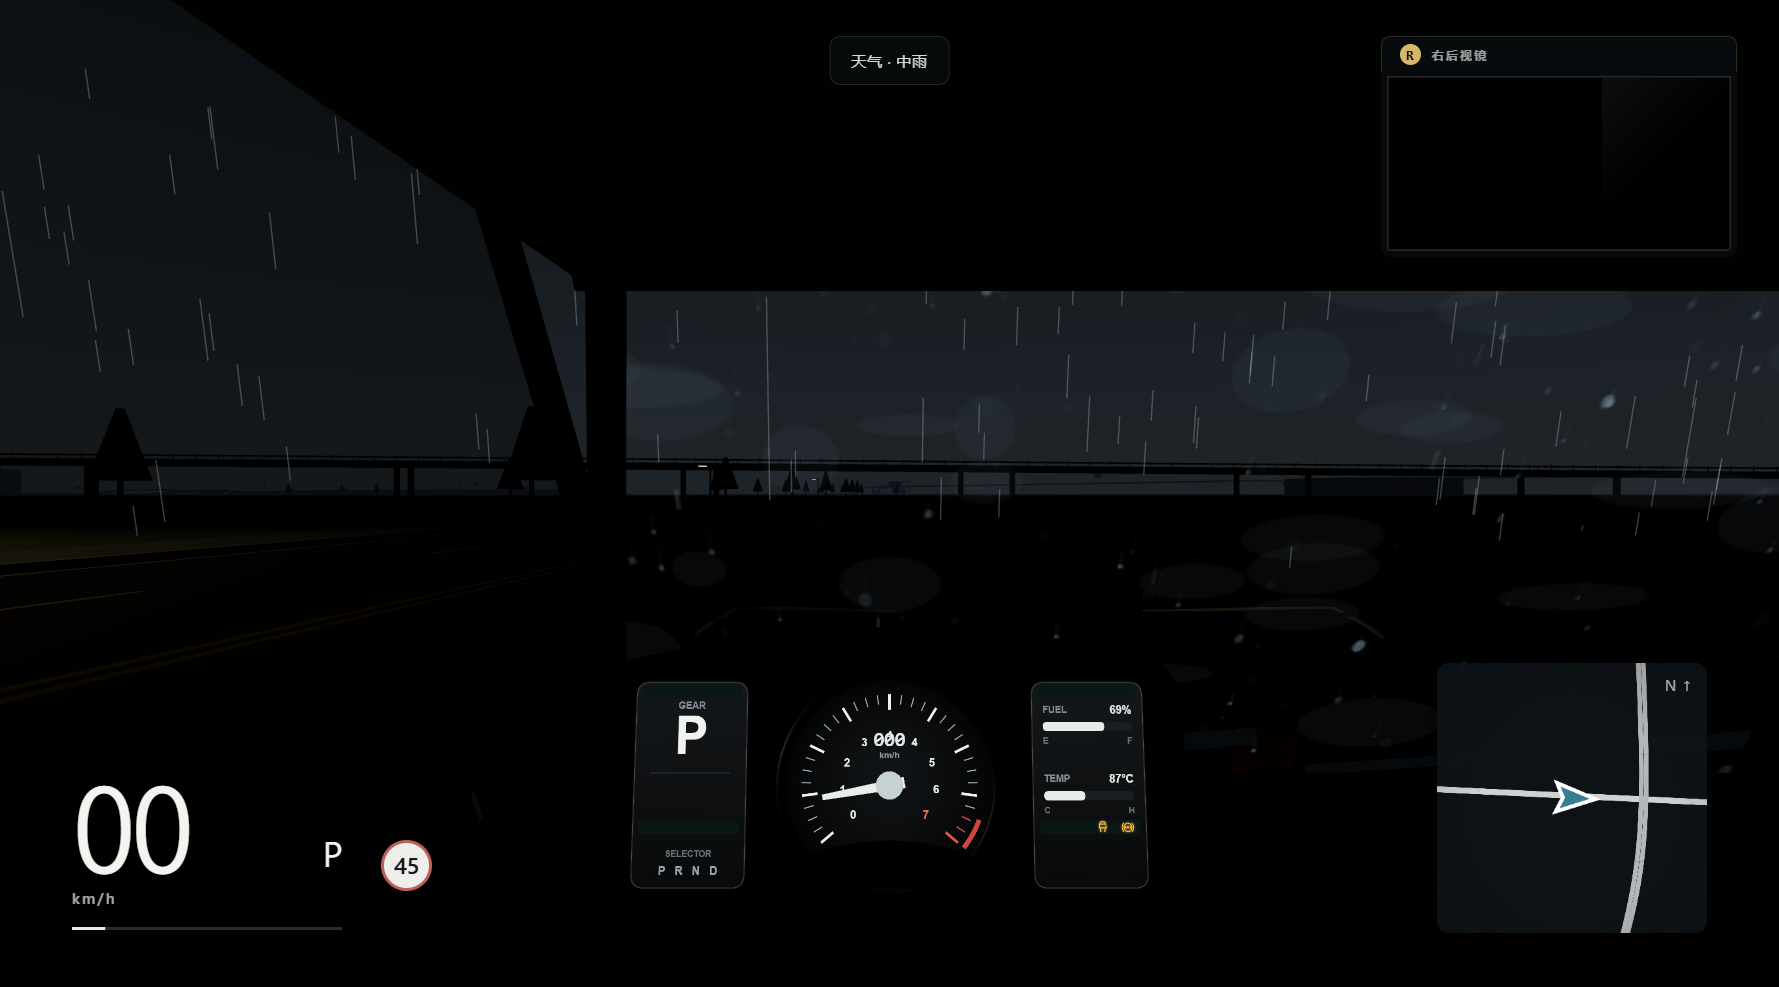 天气 · 中雨
R 右后视镜
GEAR
P
SELECTOR
P R N D
000
km/h
0 1 2 3 4 5 6 7
FUEL 69%
E F
TEMP 87°C
C H
N ↑
00
km/h
P
45